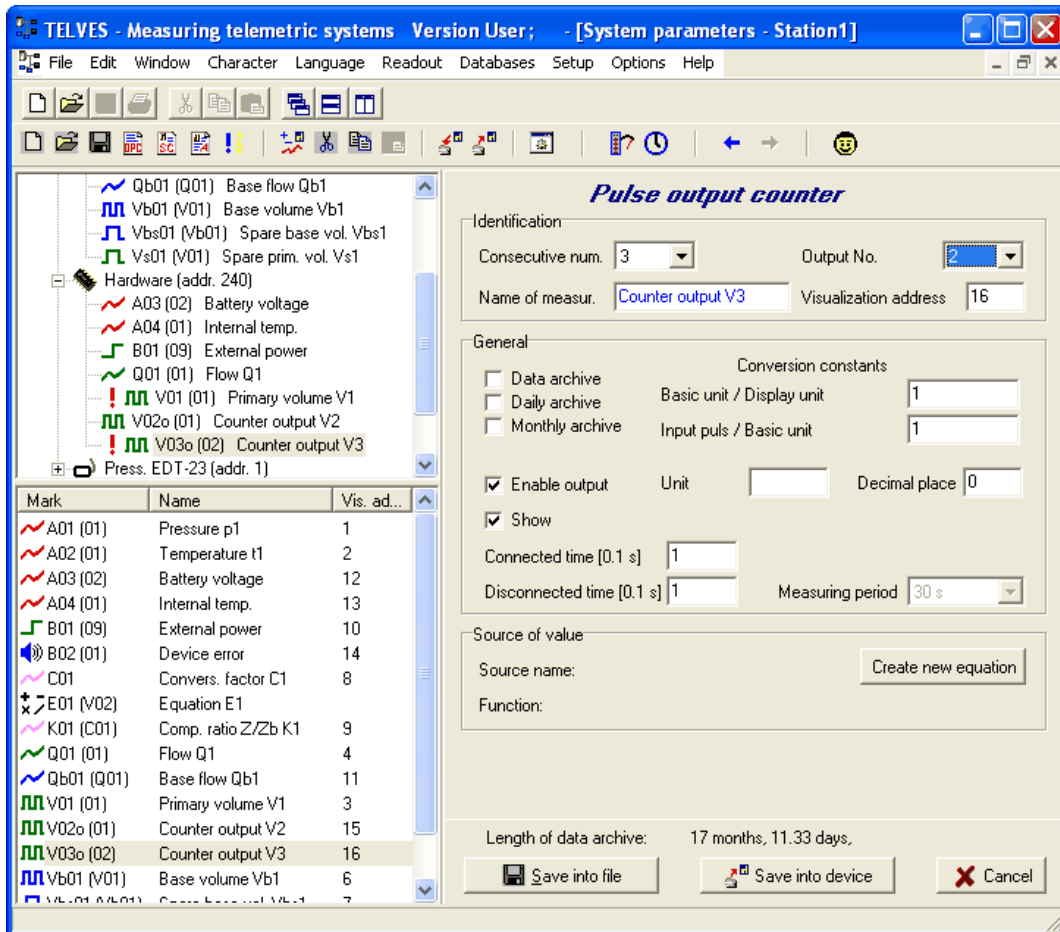 TELVES - Measuring telemetric systems Version User; - [System parameters - Station1]
File Edit Window Character Language Readout Databases Setup Options Help
Qb01 (Q01) Base flow Qb1
Vb01 (V01) Base volume Vb1
Vbs01 (Vb01) Spare base vol. Vbs1
Vs01 (V01) Spare prim. vol. Vs1
Hardware (addr. 240)
A03 (02) Battery voltage
A04 (01) Internal temp.
B01 (09) External power
Q01 (01) Flow Q1
V01 (01) Primary volume V1
V02o (01) Counter output V2
V03o (02) Counter output V3
Press. EDT-23 (addr. 1)
Mark Name Vis. ad...
A01 (01) Pressure p1 1
A02 (01) Temperature t1 2
A03 (02) Battery voltage 12
A04 (01) Internal temp. 13
B01 (09) External power 10
B02 (01) Device error 14
C01 Convers. factor C1 8
E01 (V02) Equation E1
K01 (C01) Comp. ratio Z/Zb K1 9
Q01 (01) Flow Q1 4
Qb01 (Q01) Base flow Qb1 11
V01 (01) Primary volume V1 3
V02o (01) Counter output V2 15
V03o (02) Counter output V3 16
Vb01 (V01) Base volume Vb1 6
Pulse output counter
Identification
Consecutive num. 3 Output No. 2
Name of measur. Counter output V3 Visualization address 16
General
Conversion constants
Data archive
Daily archive
Monthly archive
Basic unit / Display unit 1
Input puls / Basic unit 1
Enable output Unit Decimal place 0
Show
Connected time [0.1 s] 1
Disconnected time [0.1 s] 1 Measuring period 30 s
Source of value
Source name: Create new equation
Function:
Length of data archive: 17 months, 11.33 days,
Save into file Save into device Cancel